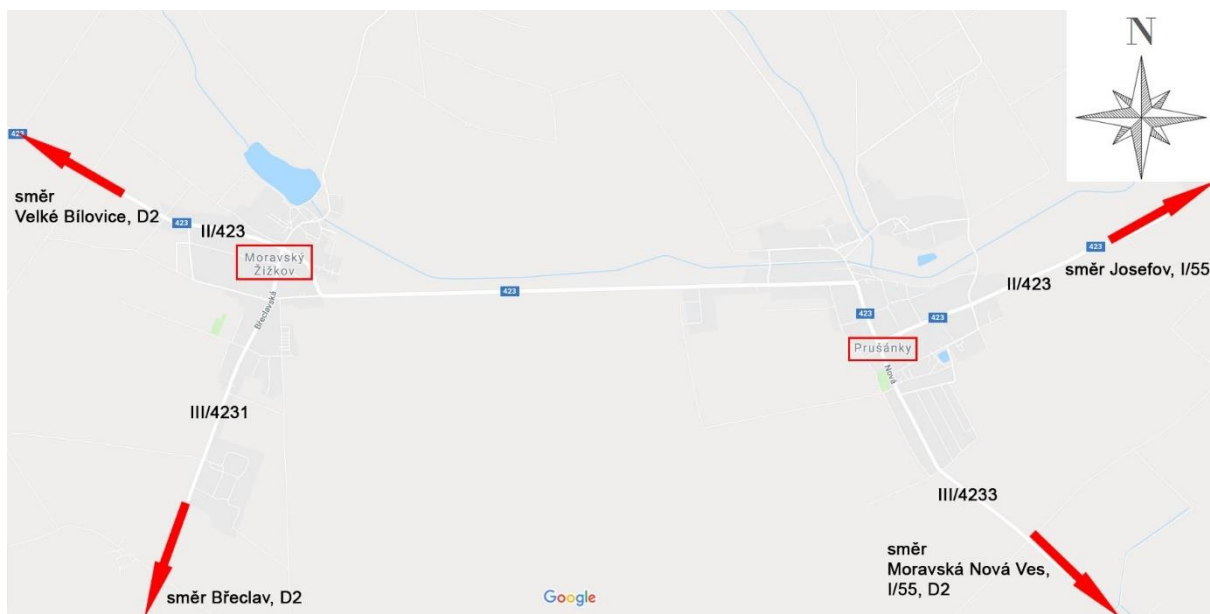 N
423
směr
Velké Bílovice, D2
423
II/423
Moravský
Žižkov
Břeclavská
III/4231
směr Břeclav, D2
423
423
423
423
II/423
směr Josefov, I/55
Prušánky
Nová
III/4233
směr
Moravská Nová Ves,
I/55, D2
Google